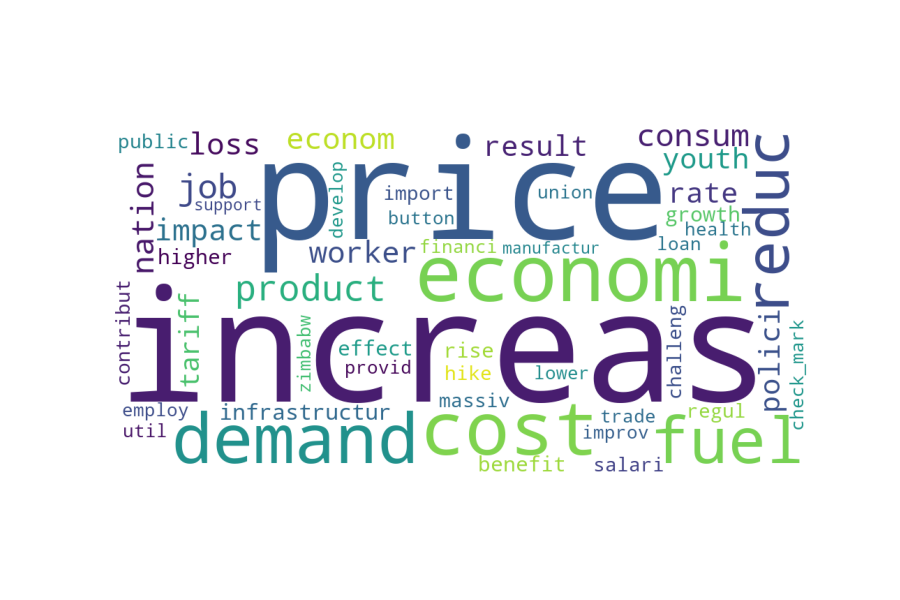 public
loss
econom
result
consum
price
youth
reduc
nation
job
support
develop
import
button
union
rate
growth
health
impact
higher
worker
financi
manufactur
loan
product
economi
increas
contribut
tariff
zimbabw
effect
provid
rise
hike
lower
challeng
polici
check_mark
massiv
employ
util
infrastructur
demand
cost
trade
improv
regul
fuel
benefit
salari